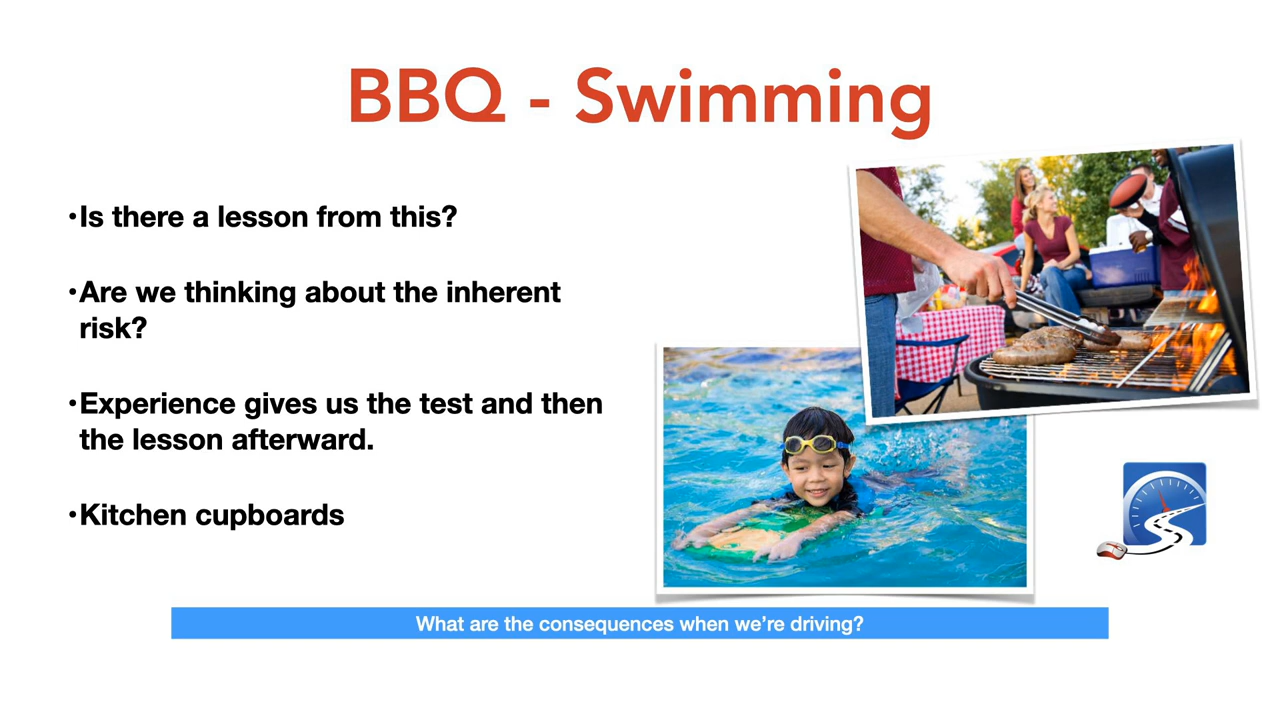 BBQ - Swimming
•Is there a lesson from this?
•Are we thinking about the inherent
risk?
•Experience gives us the test and then
the lesson afterward.
•Kitchen cupboards
What are the consequences when we’re driving?